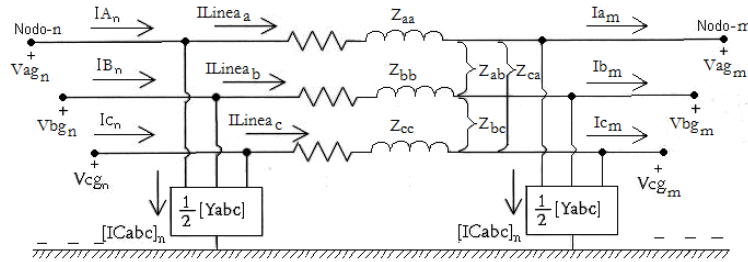 Nodo-n IAn ILineaa Zaa Iam Nodo-m
+ Vagn IBn ILineab Zbb Zab Zca Ibm + Vagm
+ Vbgn Icn ILineac Zcc Zbc Icm + Vbgm
+ Vcgn + Vcgm
1/2 [Yabc] 1/2 [Yabc]
[ICabc]n [ICabc]n